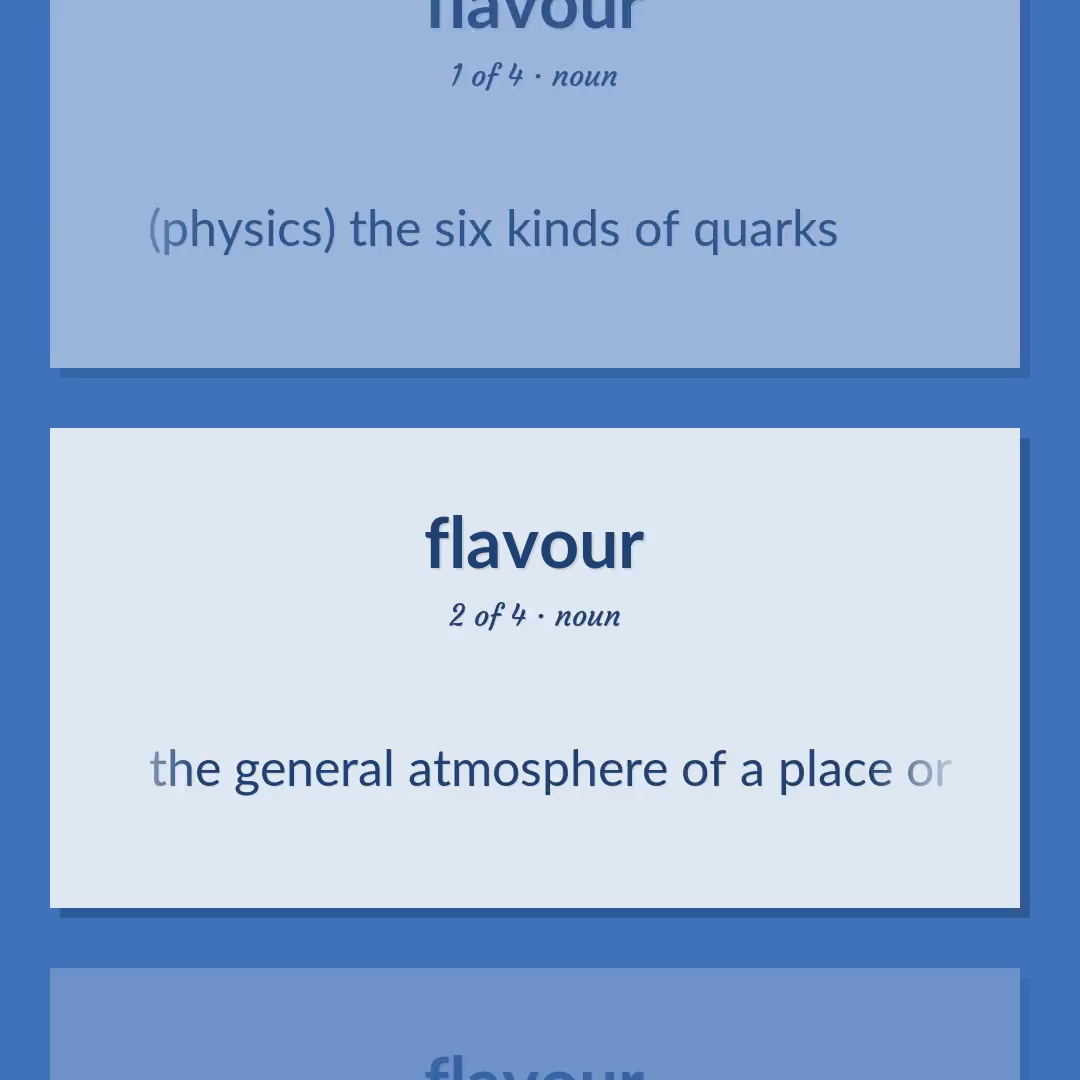 flavour
1 of 4 · noun
(physics) the six kinds of quarks
flavour
2 of 4 · noun
the general atmosphere of a place or
flavour